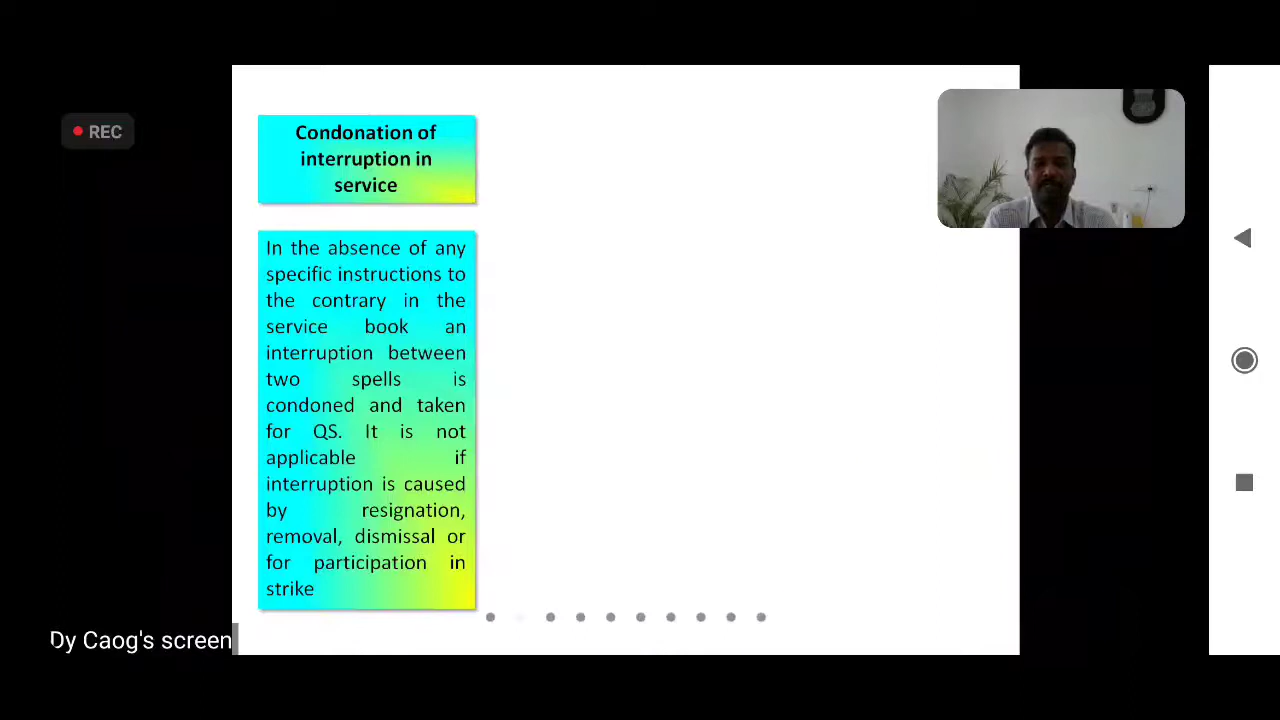 REC
Condonation of
interruption in
service
In the absence of any
specific instructions to
the contrary in the
service book an
interruption between
two spells is
condoned and taken
for QS. It is not
applicable if
interruption is caused
by resignation,
removal, dismissal or
for participation in
strike
Dy Caog's screen